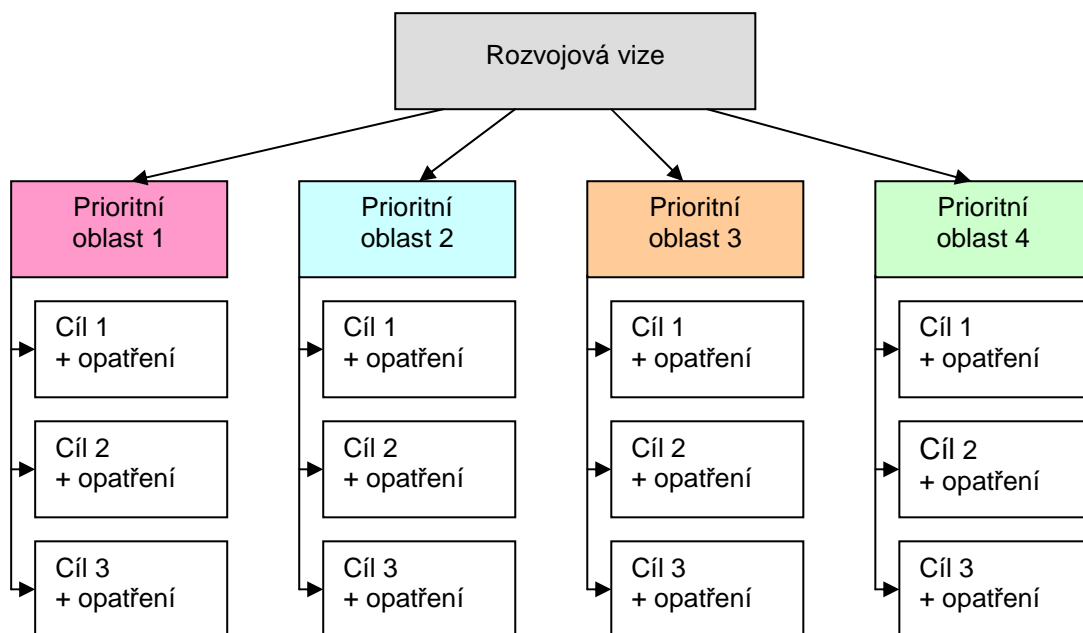 Rozvojová vize
Prioritní
oblast 1
Prioritní
oblast 2
Prioritní
oblast 3
Prioritní
oblast 4
Cíl 1
+ opatření
Cíl 1
+ opatření
Cíl 1
+ opatření
Cíl 1
+ opatření
Cíl 2
+ opatření
Cíl 2
+ opatření
Cíl 2
+ opatření
Cíl 2
+ opatření
Cíl 3
+ opatření
Cíl 3
+ opatření
Cíl 3
+ opatření
Cíl 3
+ opatření